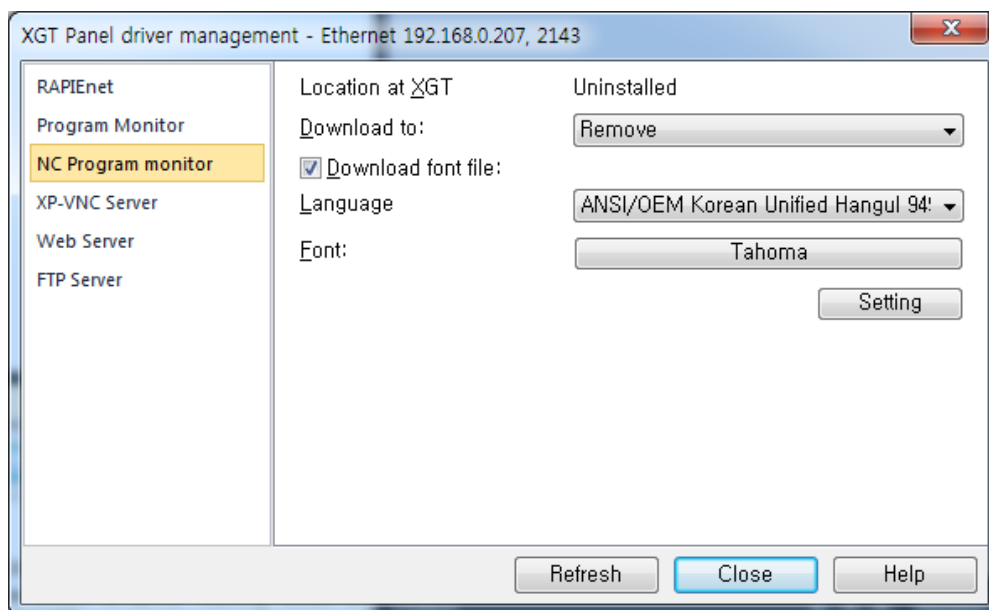 XGT Panel driver management - Ethernet 192.168.0.207, 2143
RAPIEnet
Program Monitor
NC Program monitor
XP-VNC Server
Web Server
FTP Server
Location at XGT
Uninstalled
Download to:
Remove
Download font file:
Language
ANSI/OEM Korean Unified Hangul 94
Font:
Tahoma
Setting
Refresh
Close
Help